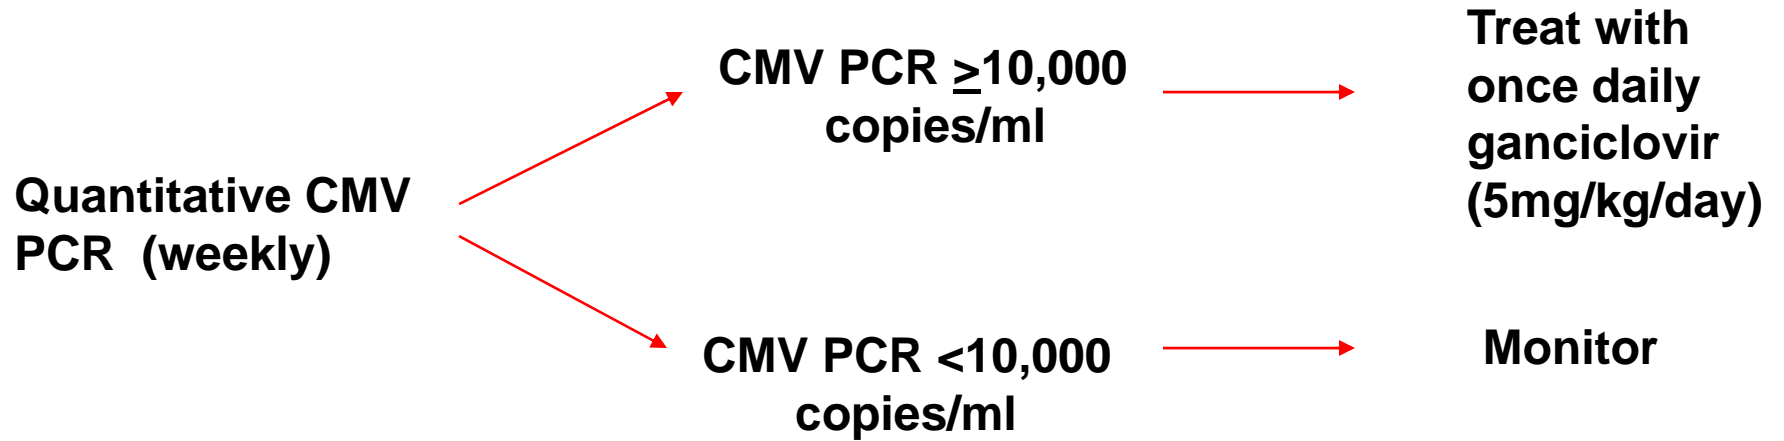 Quantitative CMV
PCR (weekly)
CMV PCR ≥10,000
copies/ml
Treat with
once daily
ganciclovir
(5mg/kg/day)
CMV PCR <10,000
copies/ml
Monitor